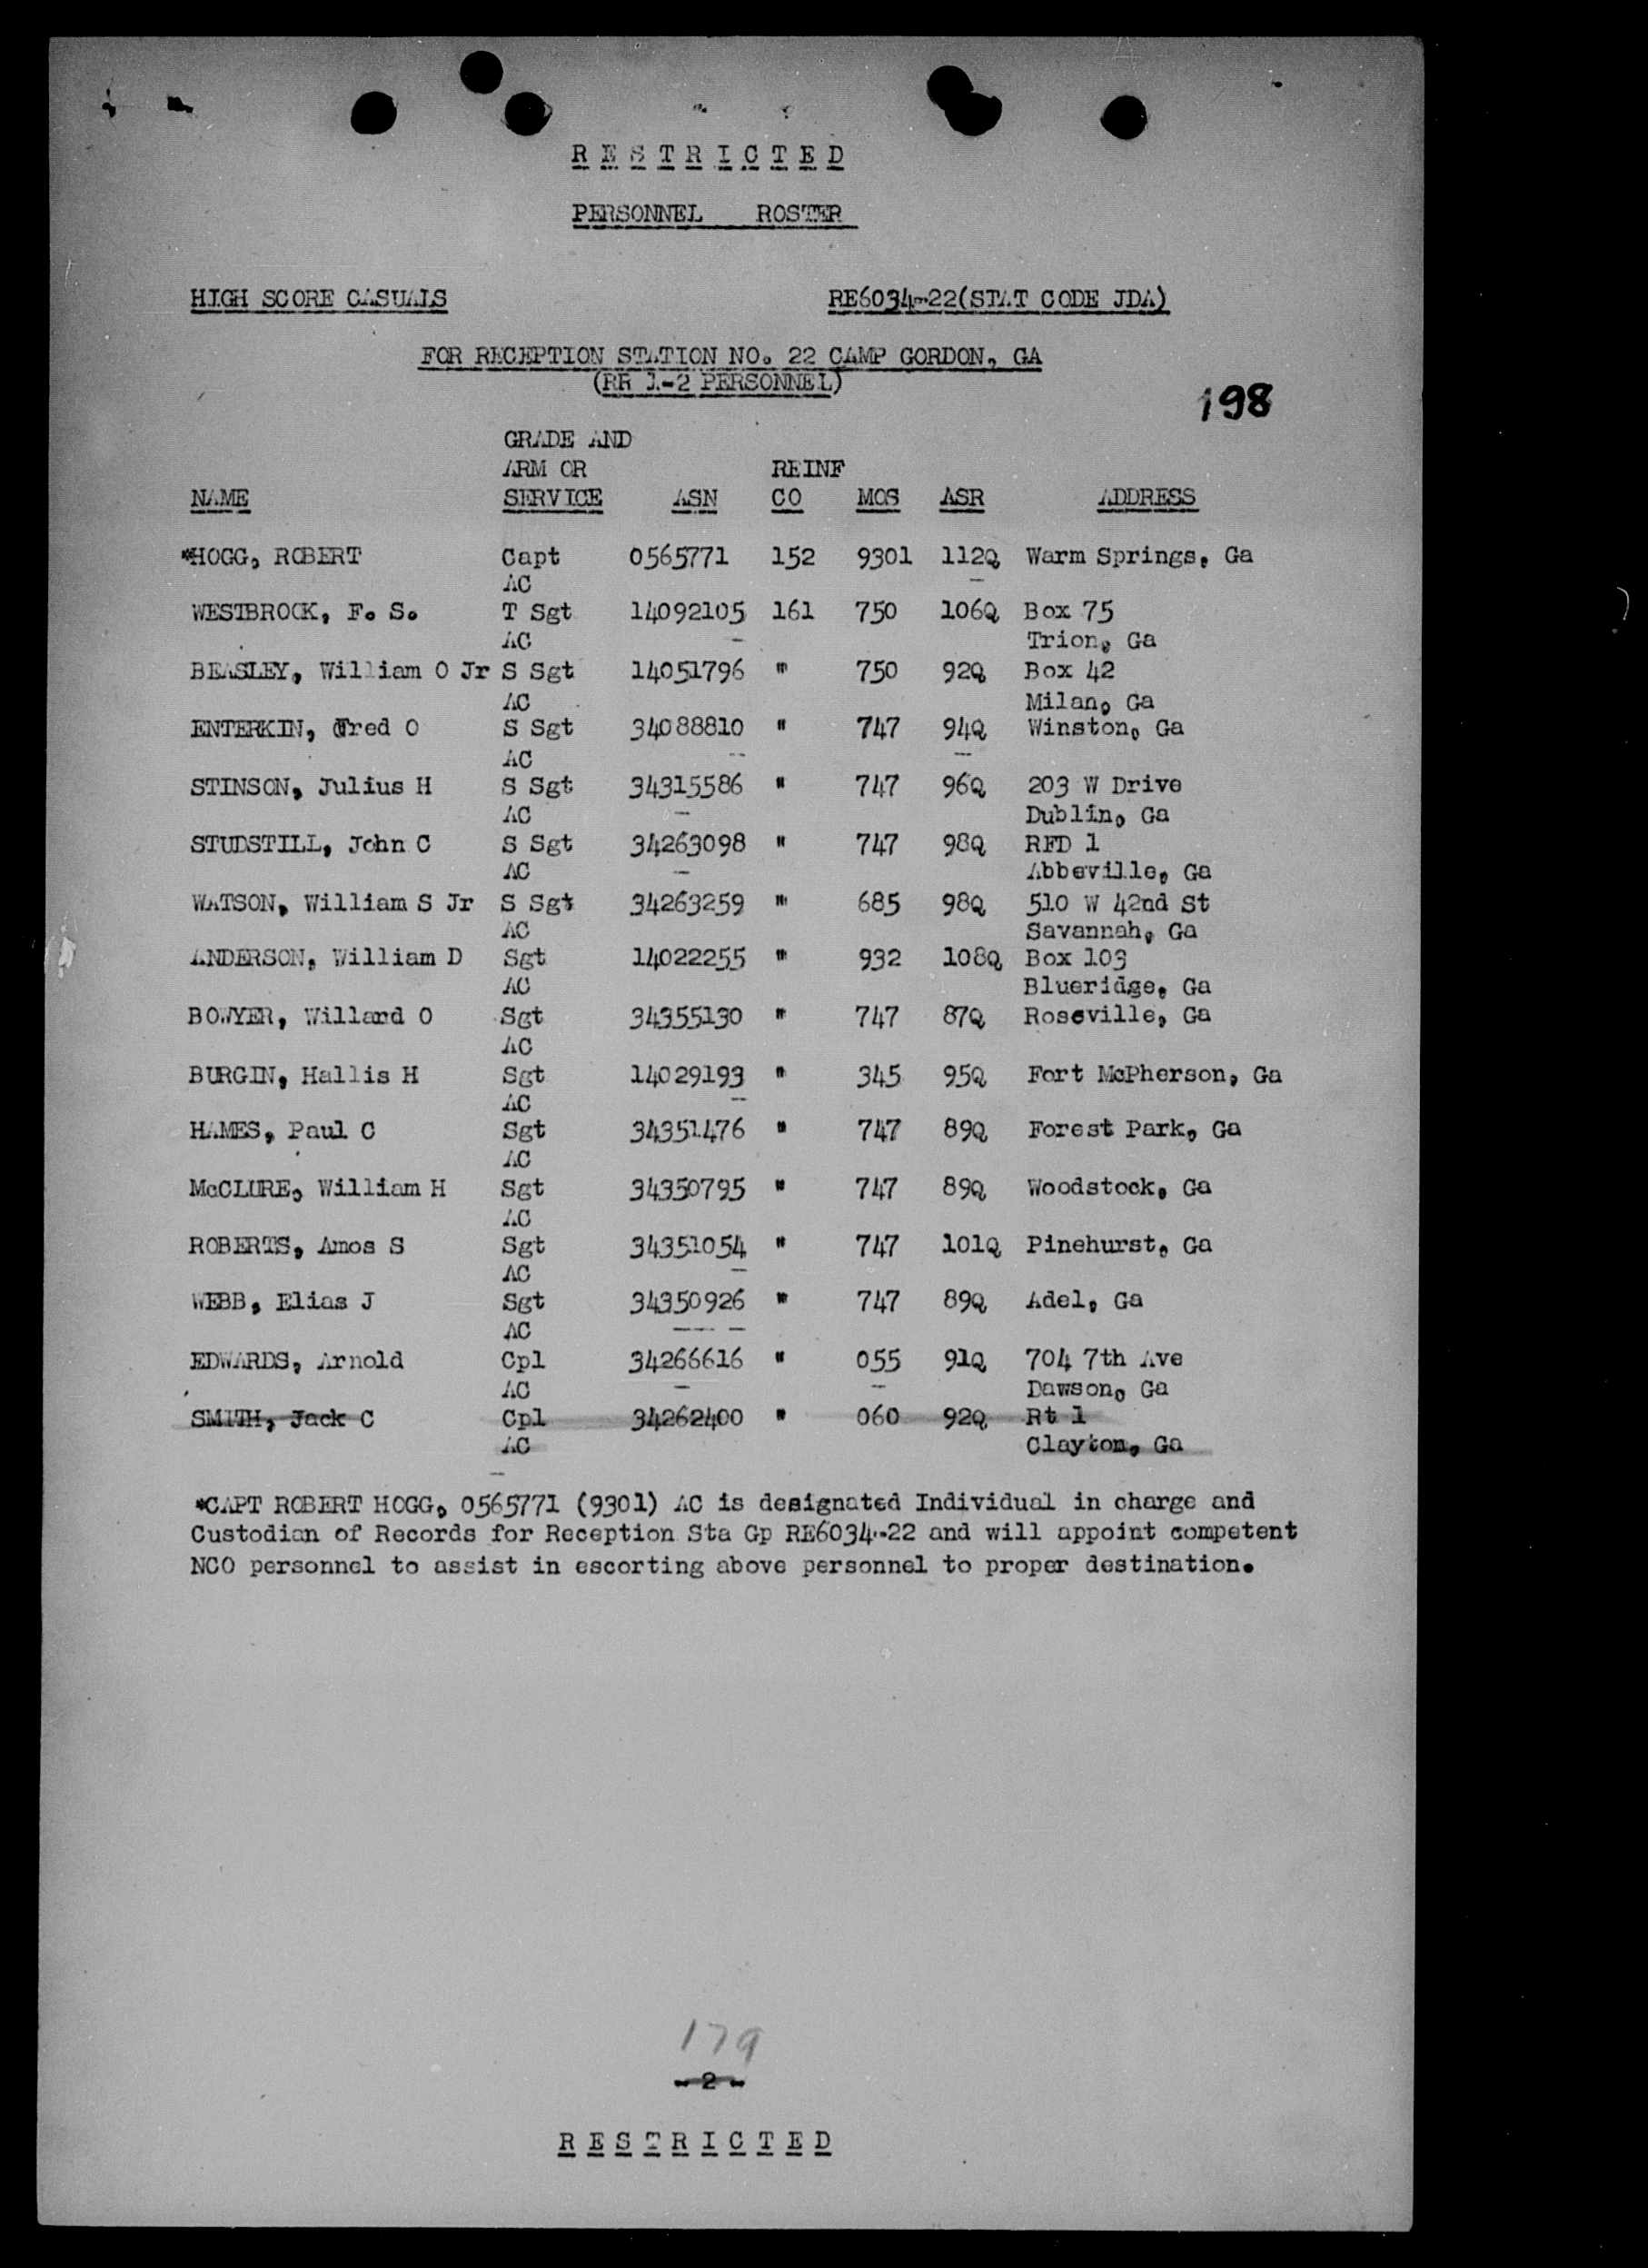 RESTRICTED
PERSONNEL ROSTER
HIGH SCORE CASUALS RE6034-22(STAT CODE JDA)
FOR RECEPTION STATION NO. 22 CAMP GORDON, GA
(RR 1-2 PERSONNEL)
198
GRADE AND
ARM OR REINF
NAME SERVICE ASN CO MOS ASR ADDRESS
*HOGG, ROBERT Capt 0565771 152 9301 112Q Warm Springs, Ga
AC
WESTBROCK, F. S. T Sgt 14092105 161 750 106Q Box 75
AC Trion, Ga
BEASLEY, William O Jr S Sgt 14051796 " 750 92Q Box 42
AC Milan, Ga
ENTERKIN, Fred O S Sgt 34088810 " 747 94Q Winston, Ga
AC
STINSON, Julius H S Sgt 34315586 " 747 96Q 203 W Drive
AC Dublin, Ga
STUDSTILL, John C S Sgt 34263098 " 747 98Q RFD 1
AC Abbeville, Ga
WATSON, William S Jr S Sgt 34263259 " 685 98Q 510 W 42nd St
AC Savannah, Ga
ANDERSON, William D Sgt 14022255 " 932 108Q Box 103
AC Blueridge, Ga
BOWYER, Willard O Sgt 34355130 " 747 87Q Roseville, Ga
AC
BURGIN, Hallis H Sgt 14029193 " 345 95Q Fort McPherson, Ga
AC
HAMES, Paul C Sgt 34351476 " 747 89Q Forest Park, Ga
AC
McCLURE, William H Sgt 34350795 " 747 89Q Woodstock, Ga
AC
ROBERTS, Amos S Sgt 34351054 " 747 101Q Pinehurst, Ga
AC
WEBB, Elias J Sgt 34350926 " 747 89Q Adel, Ga
AC
EDWARDS, Arnold Cpl 34266616 " 055 91Q 704 7th Ave
AC Dawson, Ga
SMITH, Jack C Cpl 34262400 " 060 92Q Rt 1
AC Clayton, Ga
*CAPT ROBERT HOGG, 0565771 (9301) AC is designated Individual in charge and
Custodian of Records for Reception Sta Gp RE6034-22 and will appoint competent
NCO personnel to assist in escorting above personnel to proper destination.
179
- 2 -
RESTRICTED